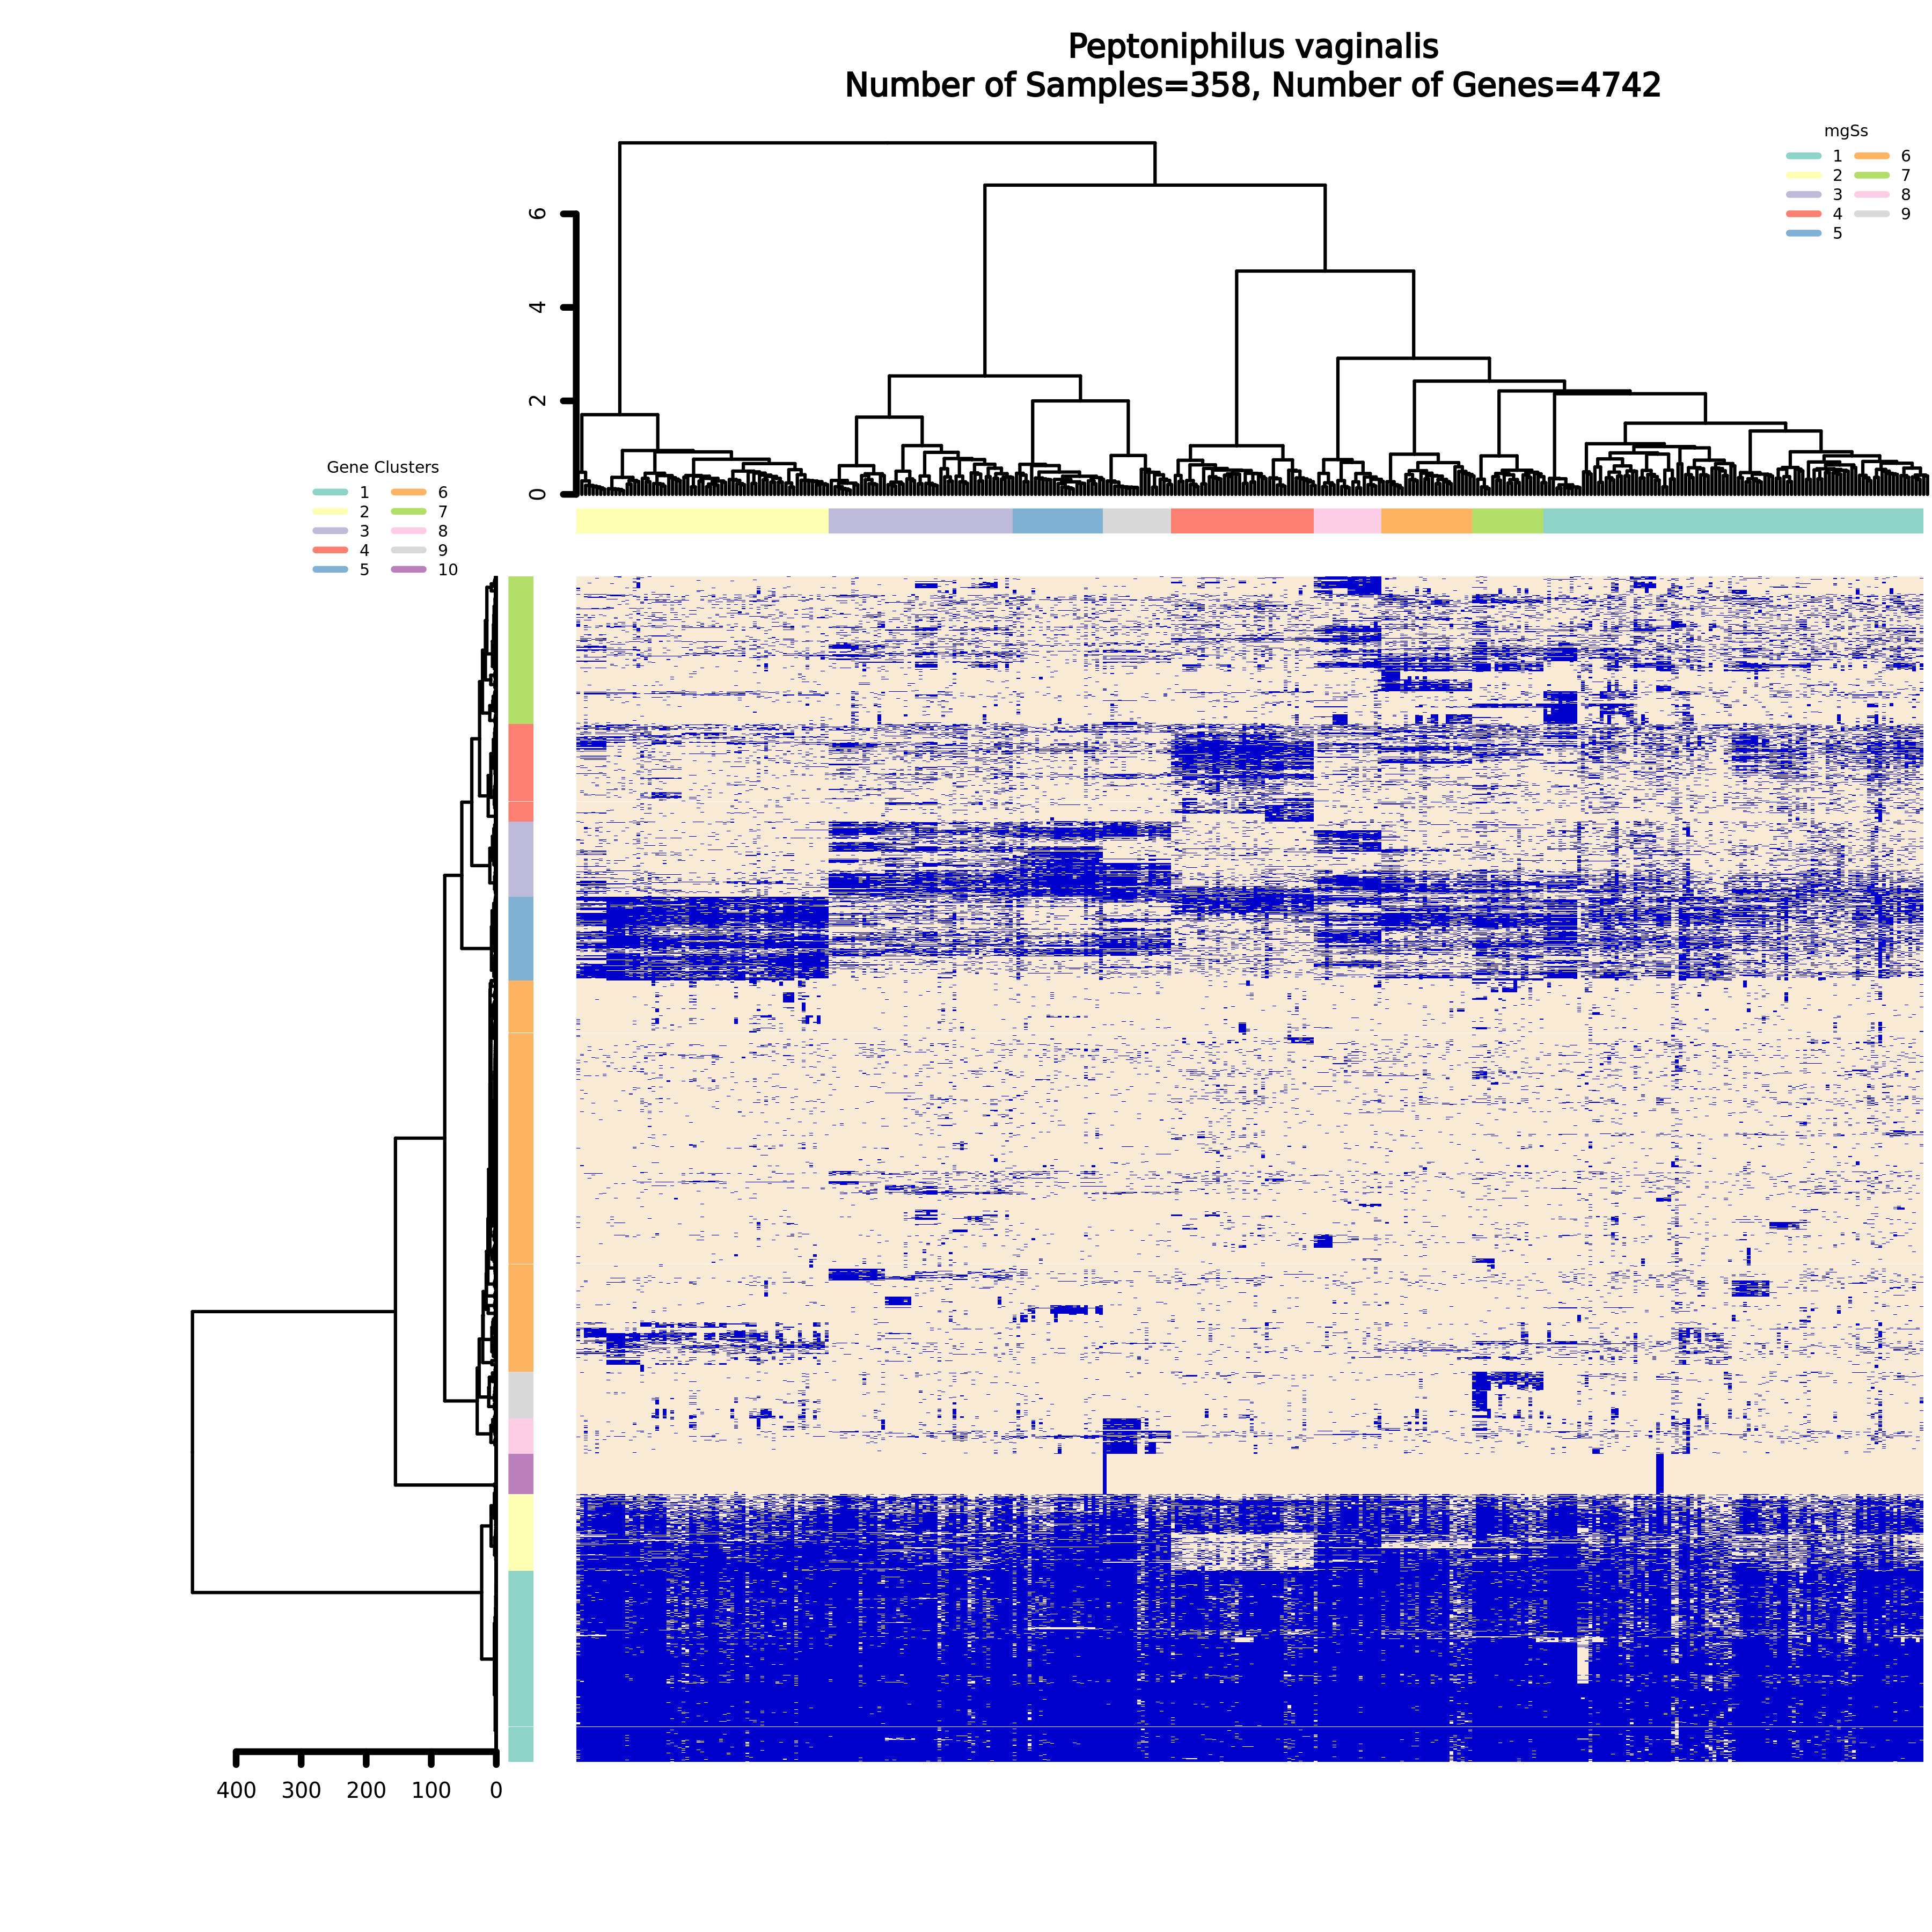 Peptoniphilus vaginalis
Number of Samples=358, Number of Genes=4742
mgSs
1 6
2 7
3 8
4 9
5
6
4
2
0
Gene Clusters
1 6
2 7
3 8
4 9
5 10
400 300 200 100 0